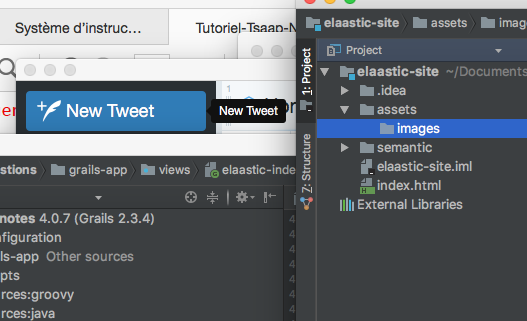 Système d'instruc…
Tutoriel-Tsaap-N
New Tweet
New Tweet
stions
grails-app
views
elaastic-inde
notes 4.0.7 (Grails 2.3.4)
nfiguration
ils-app Other sources
ipts
rces:groovy
rces:java
elaastic-site
assets
imag
Project
1: Project
Z: Structure
elaastic-site ~/Documents
.idea
assets
images
semantic
elaastic-site.iml
index.html
External Libraries